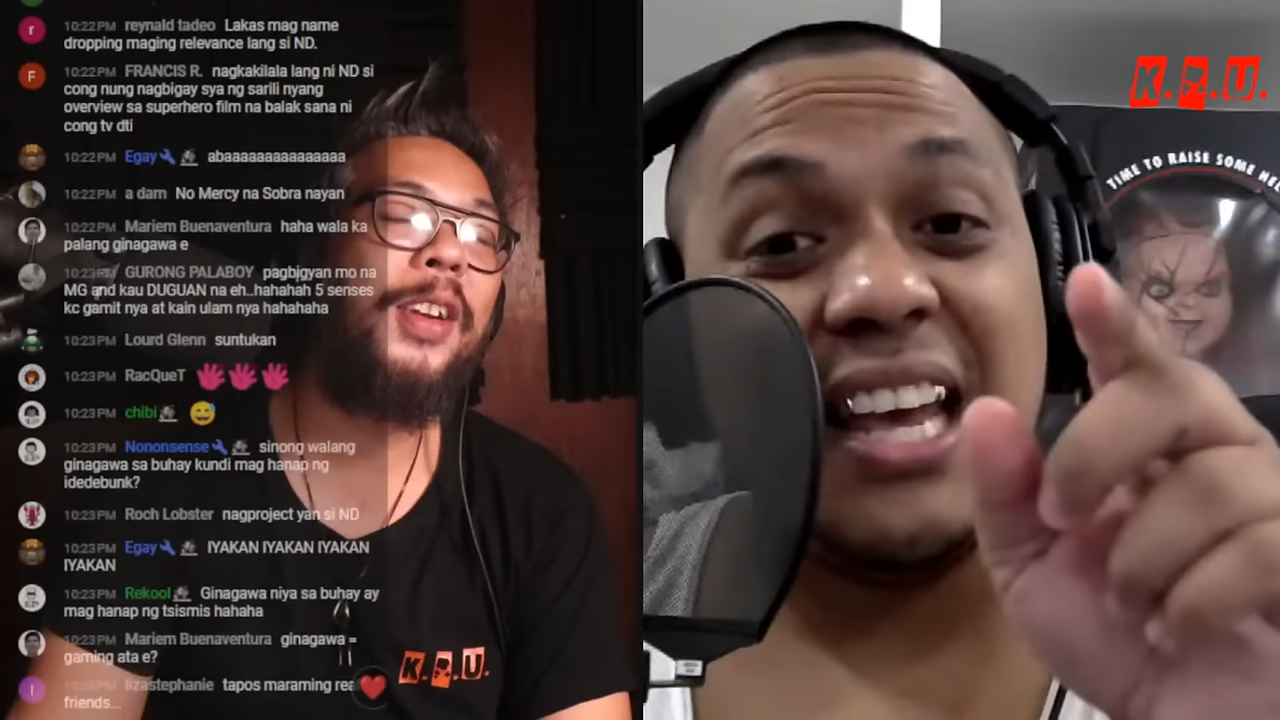 10:22PM reynald tadeo Lakas mag name
dropping maging relevance lang si ND.
10:22PM FRANCIS R. nagkakilala lang ni ND si
cong nung nagbigay sya ng sarili nyang
overview sa superhero film na balak sana ni
cong tv dti
10:22PM Egay abaaaaaaaaaaaaaaaa
10:22PM a dam No Mercy na Sobra nayan
10:22PM Mariem Buenaventura haha wala ka
palang ginagawa e
10:23PM GURONG PALABOY pagbigyan mo na
MG and kau DUGUAN na eh..hahahah 5 senses
kc gamit nya at kain ulam nya hahahaha
10:23PM Lourd Glenn suntukan
10:23PM RacQueT
10:23PM chibi
10:23PM Nononsense sinong walang
ginagawa sa buhay kundi mag hanap ng
idedebunk?
10:23PM Roch Lobster nagproject yan si ND
10:23PM Egay IYAKAN IYAKAN IYAKAN
IYAKAN
10:23PM Rekool Ginagawa niya sa buhay ay
mag hanap ng tsismis hahaha
10:23PM Mariem Buenaventura ginagawa =
gaming ata e?
lizastephanie tapos maraming real
friends...
K.P.U.
K.P.U.
TIME TO RAISE SOME